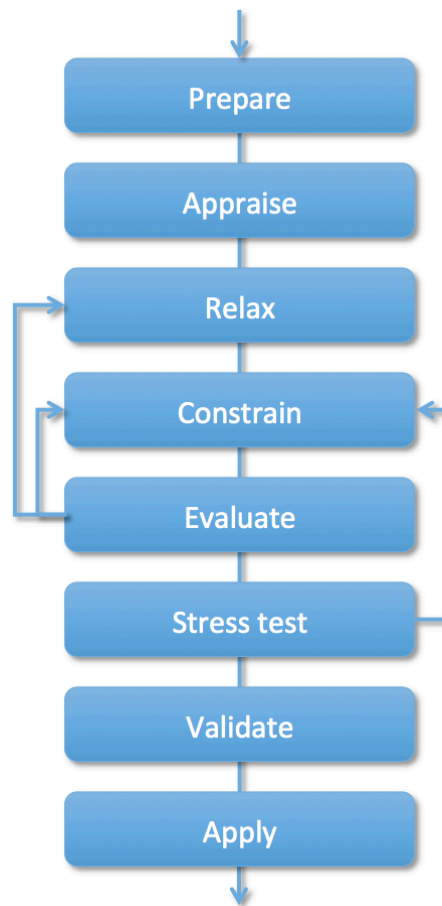 Prepare
Appraise
Relax
Constrain
Evaluate
Stress test
Validate
Apply